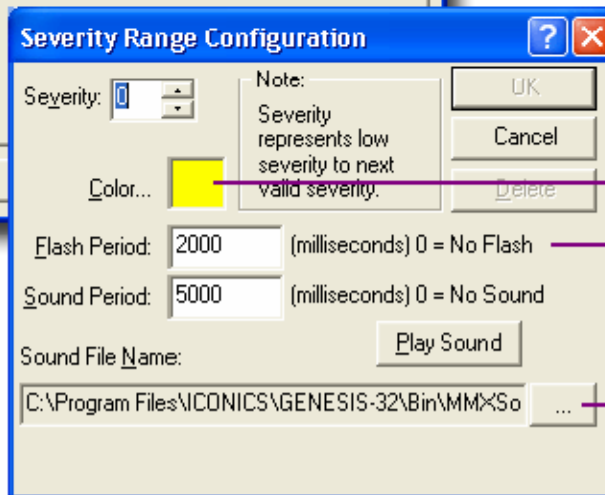 Severity Range Configuration
Severity: 0
Note:
Severity
represents low
severity to next
valid severity.
UK
Cancel
Delete
Color...
Flash Period: 2000 (milliseconds) 0 = No Flash
Sound Period: 5000 (milliseconds) 0 = No Sound
Play Sound
Sound File Name:
C:\Program Files\ICONICS\GENESIS-32\Bin\MMXSo ...